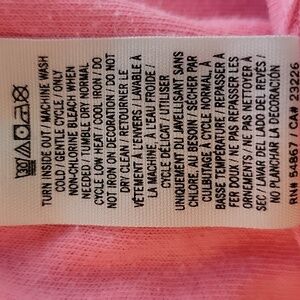 30
TURN INSIDE OUT / MACHINE WASH
COLD / GENTLE CYCLE / ONLY
NON-CHLORINE BLEACH WHEN
NEEDED / TUMBLE DRY NORMAL
CYCLE LOW / COOL IRON / DO
NOT IRON ON DECORATION / DO NOT
DRY CLEAN / RETOURNER LE
VÊTEMENT À L'ENVERS / LAVABLE À
LA MACHINE, À L'EAU FROIDE /
CYCLE DÉLICAT / UTILISER
UNIQUEMENT DU JAVELLISANT SANS
CHLORE, AU BESOIN / SÉCHER PAR
CULBUTAGE À CYCLE NORMAL, À
BASSE TEMPÉRATURE / REPASSER À
FER DOUX / NE PAS REPASSER LES
ORNEMENTS / NE PAS NETTOYER À
SEC / LAVAR DEL LADO DEL REVÉS /
NO PLANCHAR LA DECORACIÓN
RN# 54867 / CA# 23226